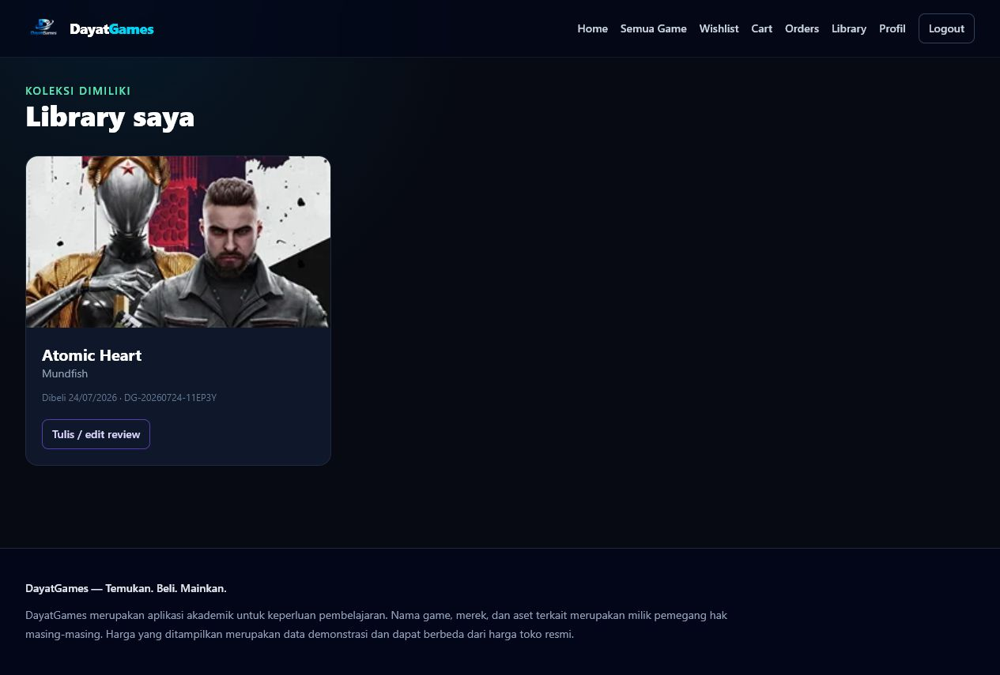 DayatGames
DayatGames
Home Semua Game Wishlist Cart Orders Library Profil Logout
KOLEKSI DIMILIKI
Library saya
Atomic Heart
Mundfish
Dibeli 24/07/2026 · DG-20260724-11EP3Y
Tulis / edit review
DayatGames — Temukan. Beli. Mainkan.
DayatGames merupakan aplikasi akademik untuk keperluan pembelajaran. Nama game, merek, dan aset terkait merupakan milik pemegang hak
masing-masing. Harga yang ditampilkan merupakan data demonstrasi dan dapat berbeda dari harga toko resmi.